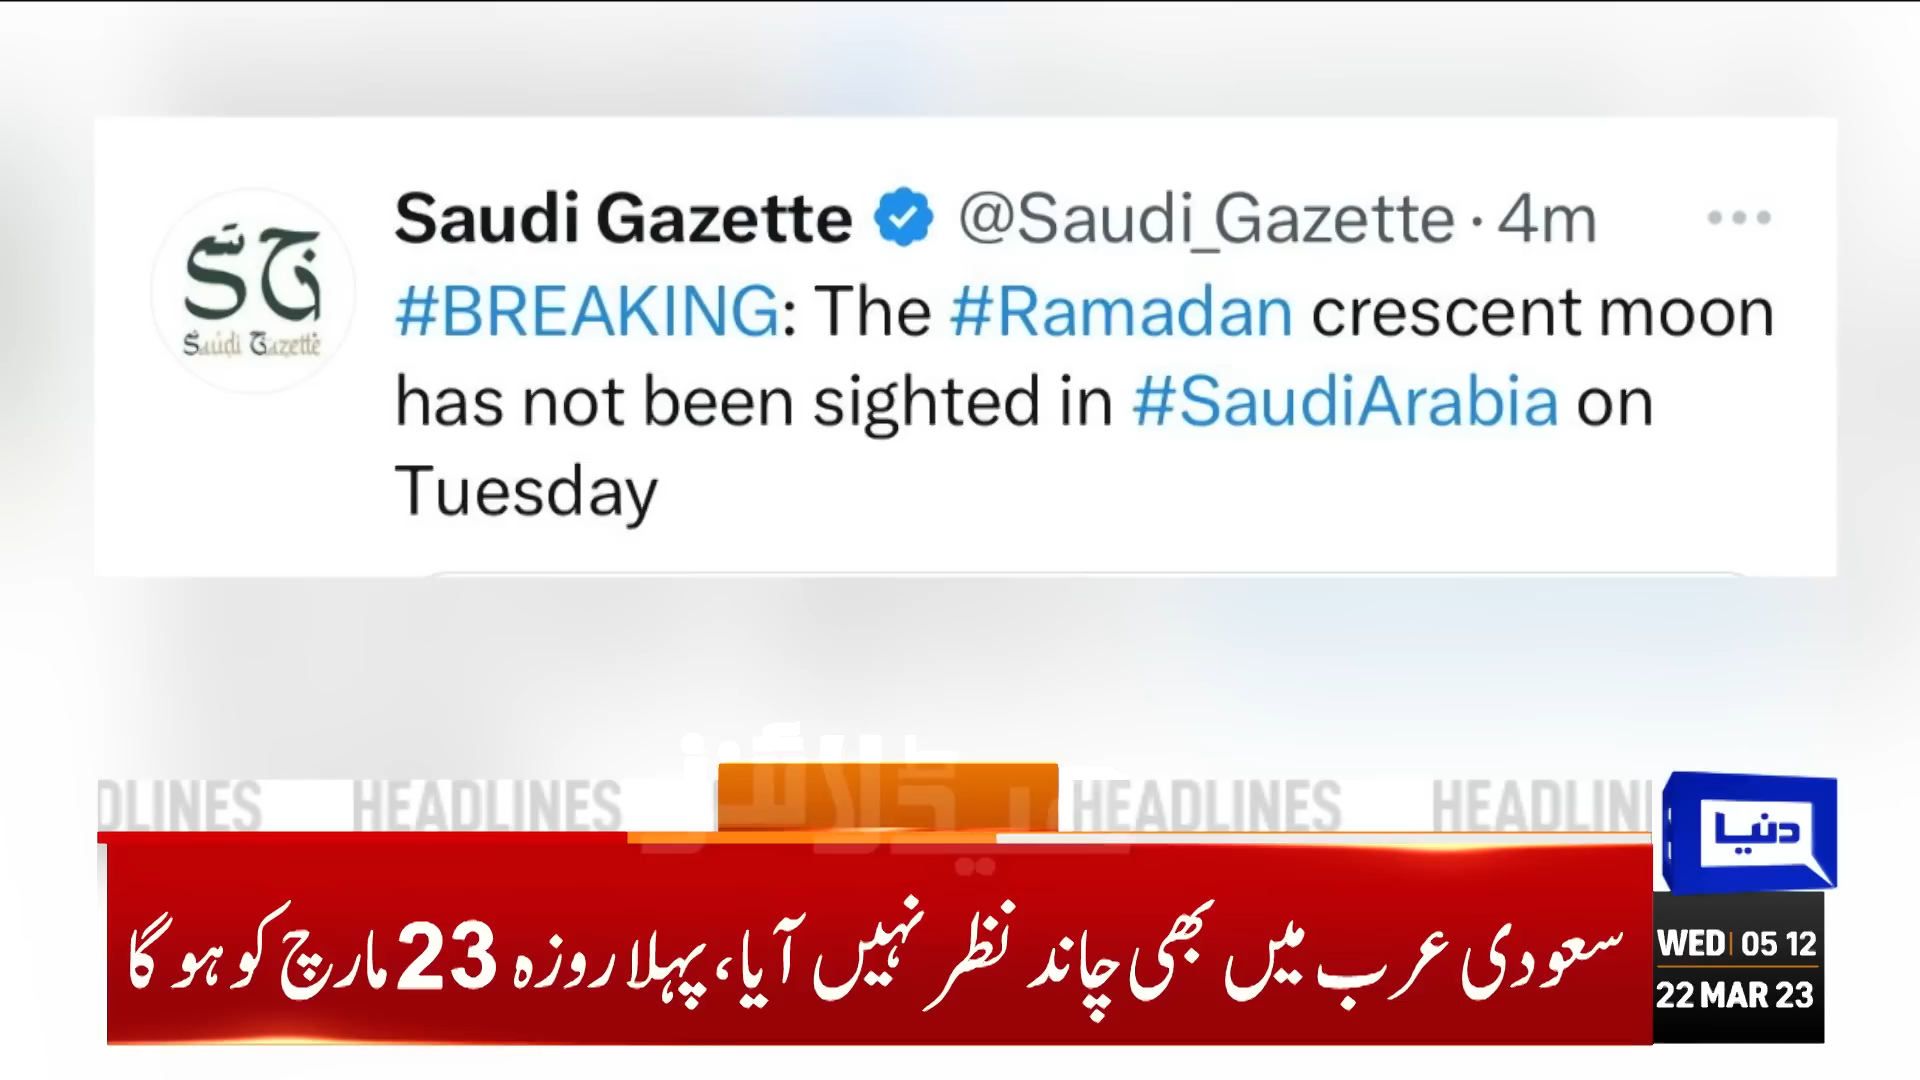 Saudi Gazette @Saudi_Gazette · 4m
#BREAKING: The #Ramadan crescent moon
has not been sighted in #SaudiArabia on
Tuesday
Saudi Gazette
DLINES HEADLINES HEADLINES HEADLIN
دنیا
سعودی عرب میں بھی چاند نظر نہیں آیا، پہلا روزہ 23 مارچ کو ہو گا
WED 05 12
22 MAR 23